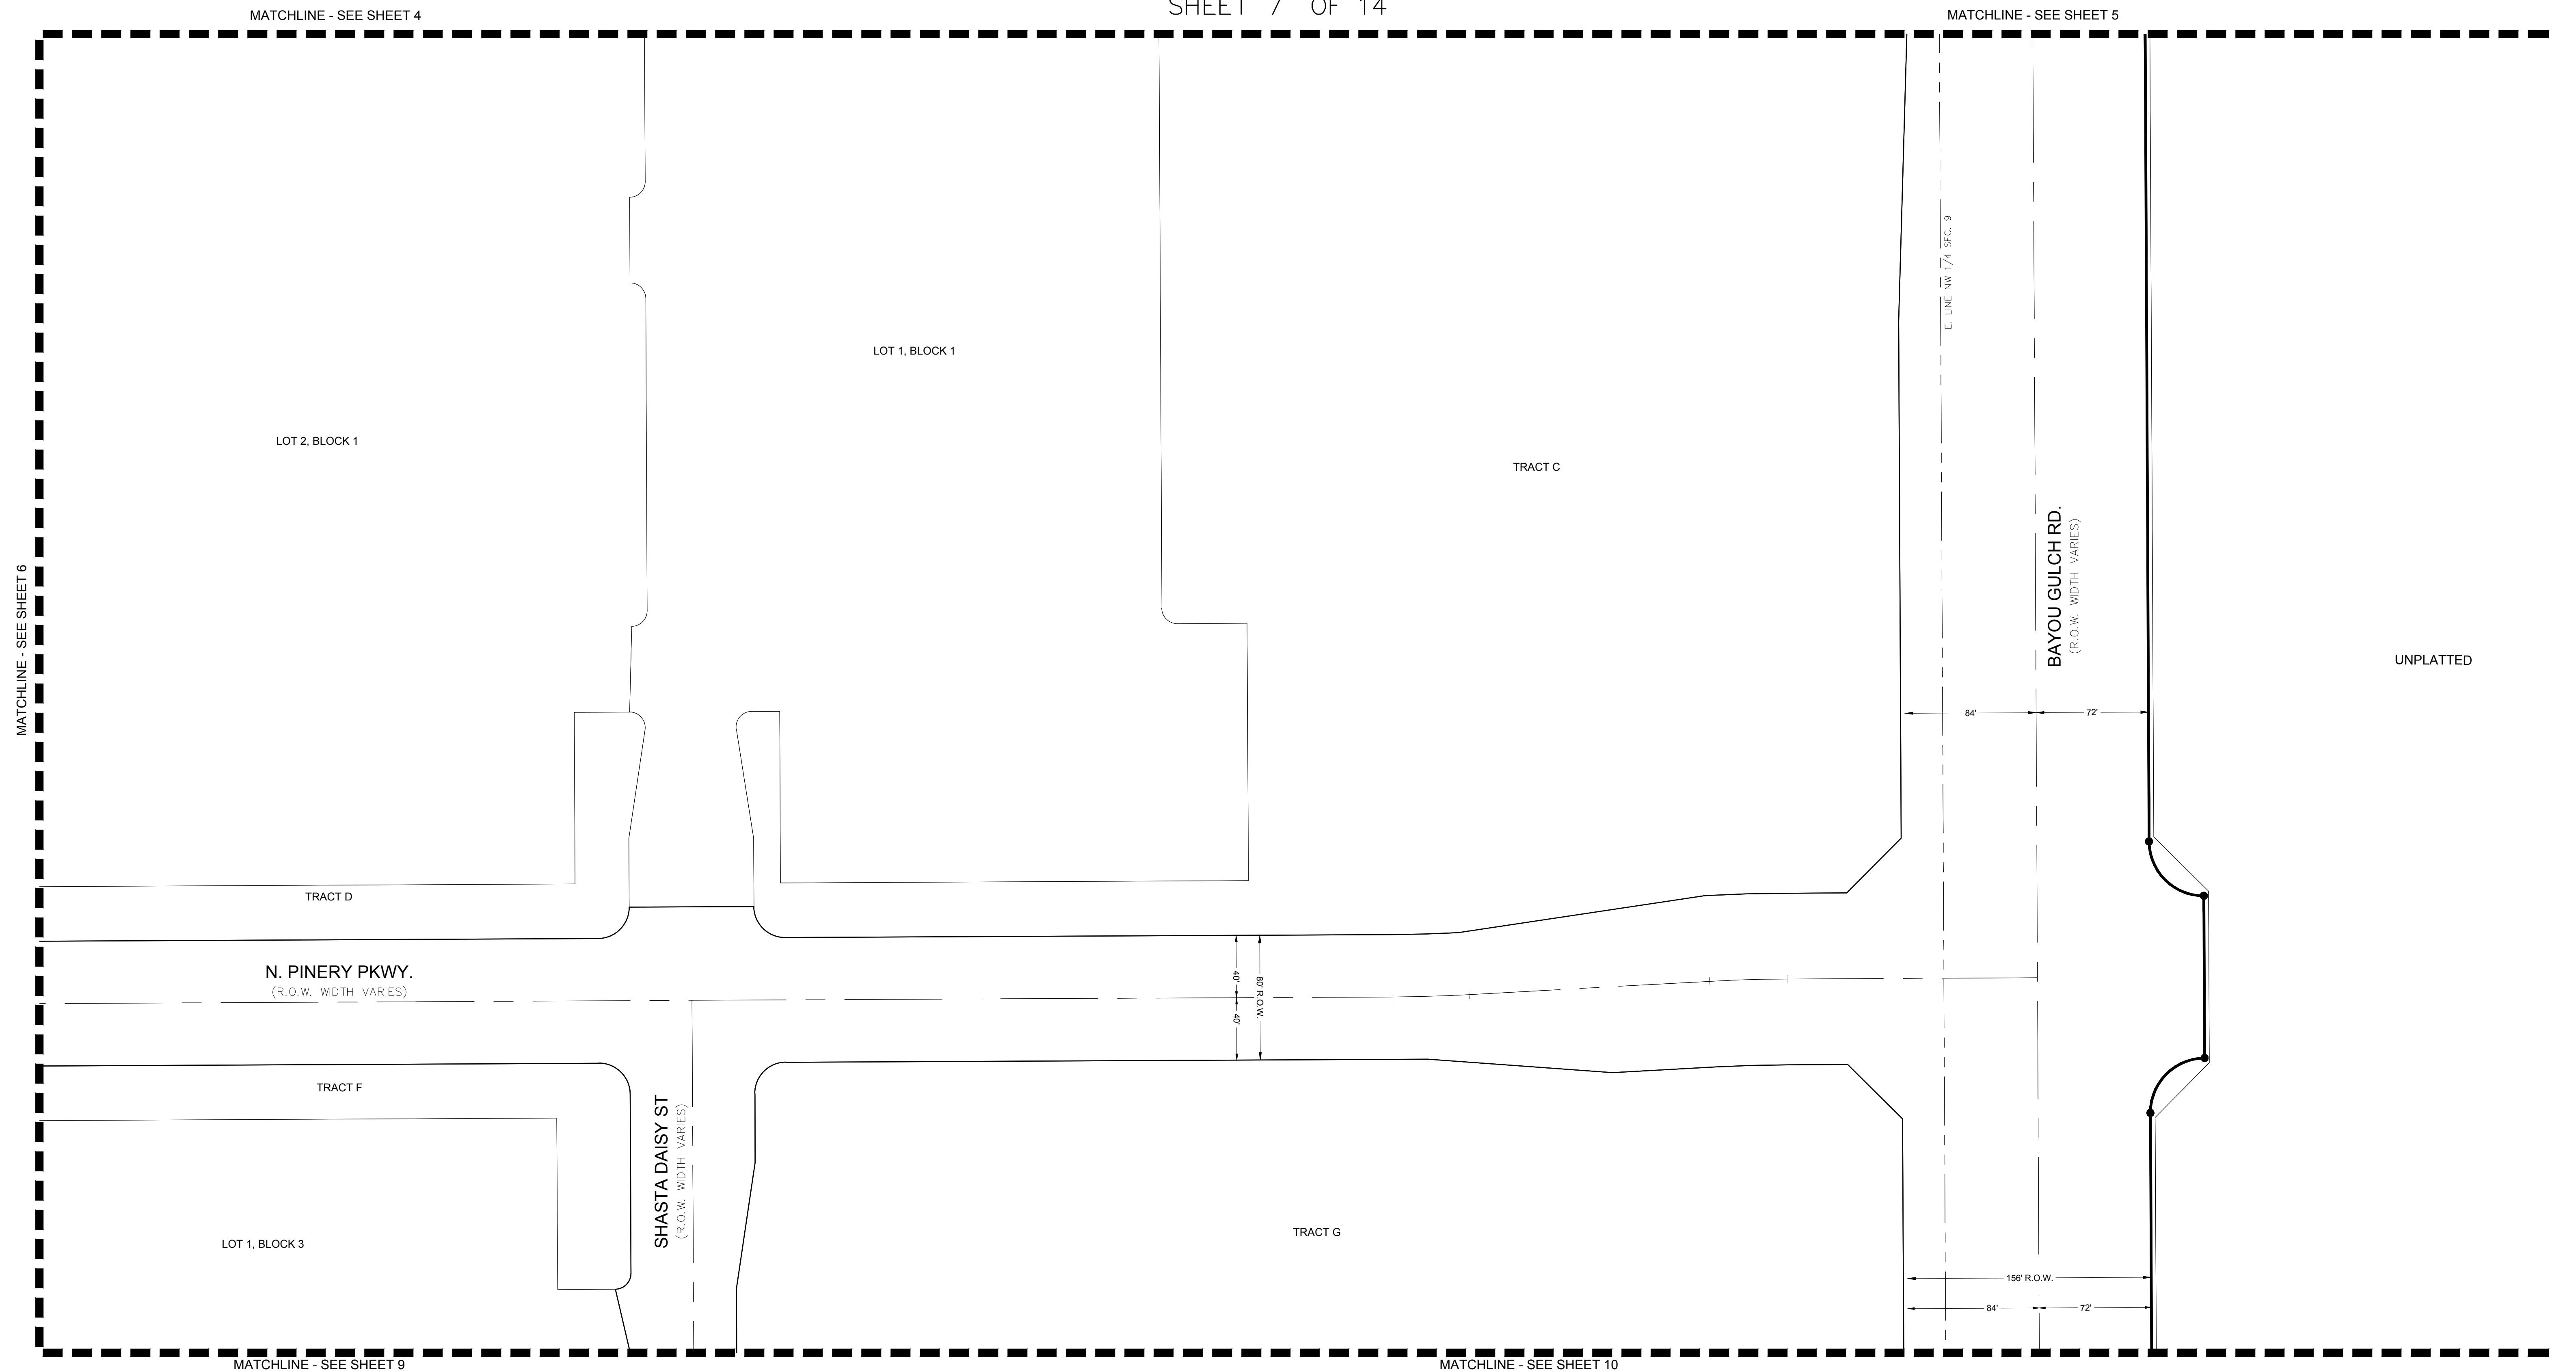 SHEET 7 OF 14
MATCHLINE - SEE SHEET 4
MATCHLINE - SEE SHEET 5
E. LINE NW 1/4 SEC. 9
LOT 1, BLOCK 1
LOT 2, BLOCK 1
TRACT C
BAYOU GULCH RD.
(R.O.W. WIDTH VARIES)
MATCHLINE - SEE SHEET 6
UNPLATTED
84'
72'
TRACT D
N. PINERY PKWY.
(R.O.W. WIDTH VARIES)
40'
80' R.O.W.
40'
TRACT F
SHASTA DAISY ST
(R.O.W. WIDTH VARIES)
TRACT G
LOT 1, BLOCK 3
156' R.O.W.
84'
72'
MATCHLINE - SEE SHEET 9
MATCHLINE - SEE SHEET 10